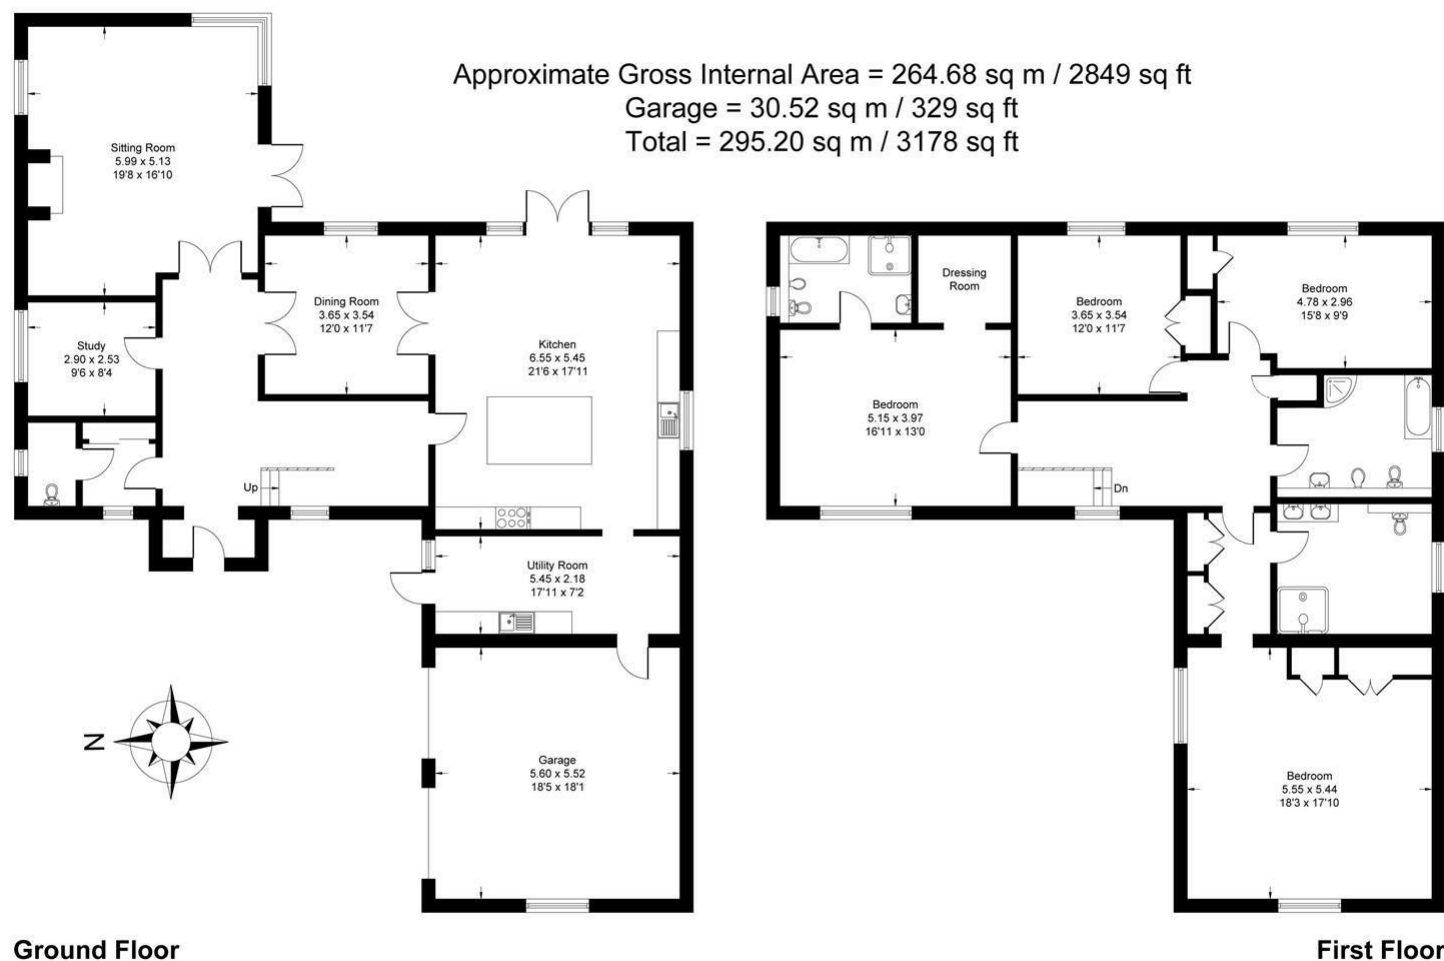 Approximate Gross Internal Area = 264.68 sq m / 2849 sq ft
Garage = 30.52 sq m / 329 sq ft
Total = 295.20 sq m / 3178 sq ft
Sitting Room
5.99 x 5.13
19'8 x 16'10
Dining Room
3.65 x 3.54
12'0 x 11'7
Study
2.90 x 2.53
9'6 x 8'4
Kitchen
6.55 x 5.45
21'6 x 17'11
Up
Utility Room
5.45 x 2.18
17'11 x 7'2
Garage
5.60 x 5.52
18'5 x 18'1
N
Ground Floor
Dressing
Room
Bedroom
3.65 x 3.54
12'0 x 11'7
Bedroom
4.78 x 2.96
15'8 x 9'9
Bedroom
5.15 x 3.97
16'11 x 13'0
Dn
Bedroom
5.55 x 5.44
18'3 x 17'10
First Floor